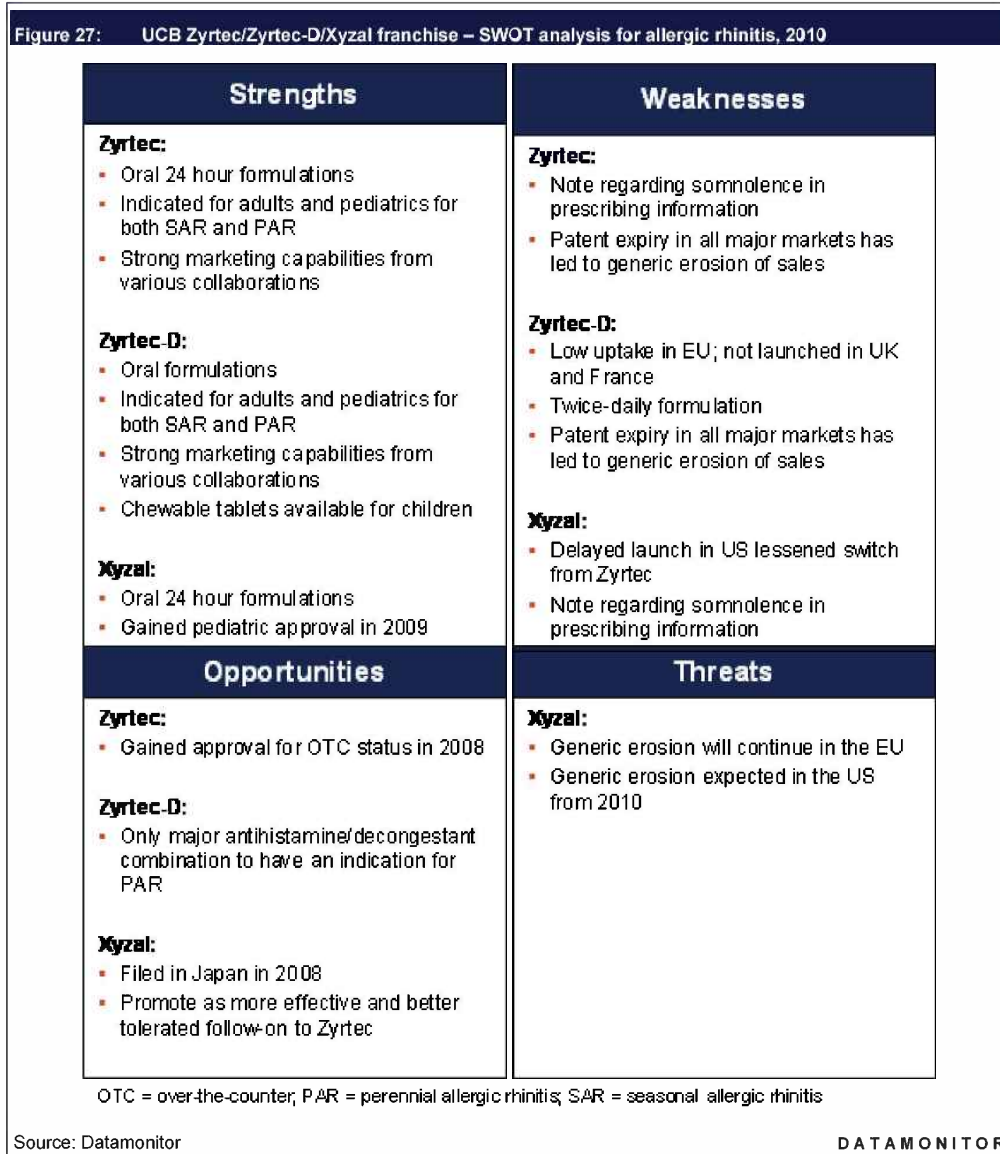 Figure 27: UCB Zyrtec/Zyrtec-D/Xyzal franchise – SWOT analysis for allergic rhinitis, 2010
Strengths
Zyrtec:
▪ Oral 24 hour formulations
▪ Indicated for adults and pediatrics for
both SAR and PAR
▪ Strong marketing capabilities from
various collaborations
Zyrtec-D:
▪ Oral formulations
▪ Indicated for adults and pediatrics for
both SAR and PAR
▪ Strong marketing capabilities from
various collaborations
▪ Chewable tablets available for children
Xyzal:
▪ Oral 24 hour formulations
▪ Gained pediatric approval in 2009
Weaknesses
Zyrtec:
▪ Note regarding somnolence in
prescribing information
▪ Patent expiry in all major markets has
led to generic erosion of sales
Zyrtec-D:
▪ Low uptake in EU; not launched in UK
and France
▪ Twice-daily formulation
▪ Patent expiry in all major markets has
led to generic erosion of sales
Xyzal:
▪ Delayed launch in US lessened switch
from Zyrtec
▪ Note regarding somnolence in
prescribing information
Opportunities
Zyrtec:
▪ Gained approval for OTC status in 2008
Zyrtec-D:
▪ Only major antihistamine/decongestant
combination to have an indication for
PAR
Xyzal:
▪ Filed in Japan in 2008
▪ Promote as more effective and better
tolerated follow-on to Zyrtec
Threats
Xyzal:
▪ Generic erosion will continue in the EU
▪ Generic erosion expected in the US
from 2010
OTC = over-the-counter; PAR = perennial allergic rhinitis; SAR = seasonal allergic rhinitis
Source: Datamonitor
DATAMONITOR